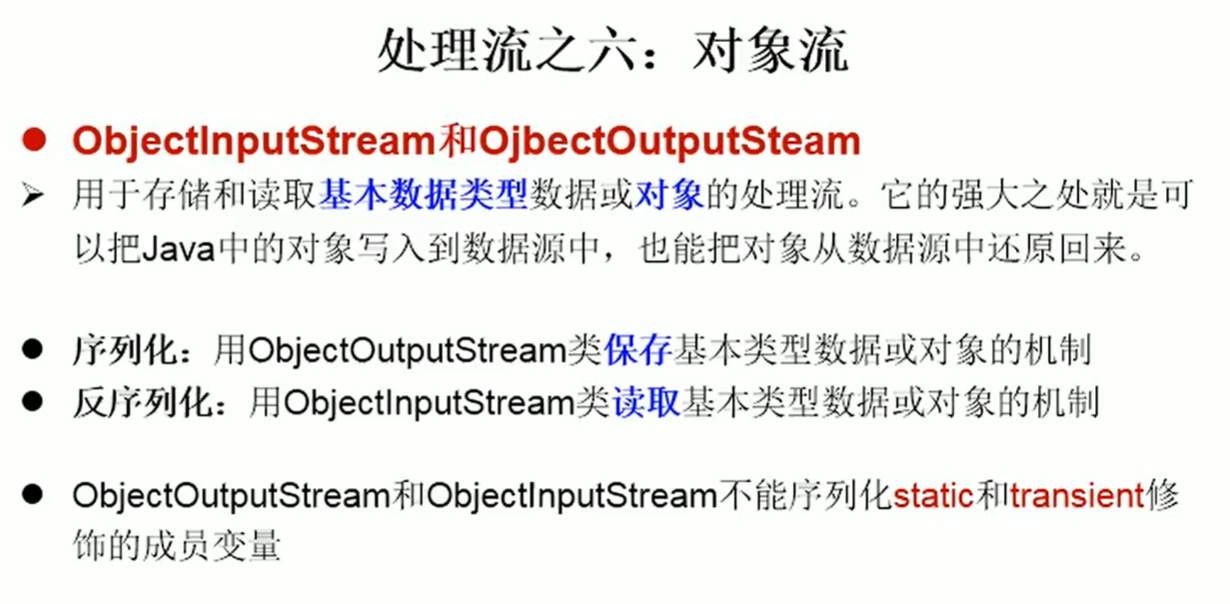 处理流之六：对象流
ObjectInputStream和OjbectOutputSteam
用于存储和读取基本数据类型数据或对象的处理流。它的强大之处就是可
以把Java中的对象写入到数据源中，也能把对象从数据源中还原回来。
序列化：用ObjectOutputStream类保存基本类型数据或对象的机制
反序列化：用ObjectInputStream类读取基本类型数据或对象的机制
ObjectOutputStream和ObjectInputStream不能序列化static和transient修
饰的成员变量